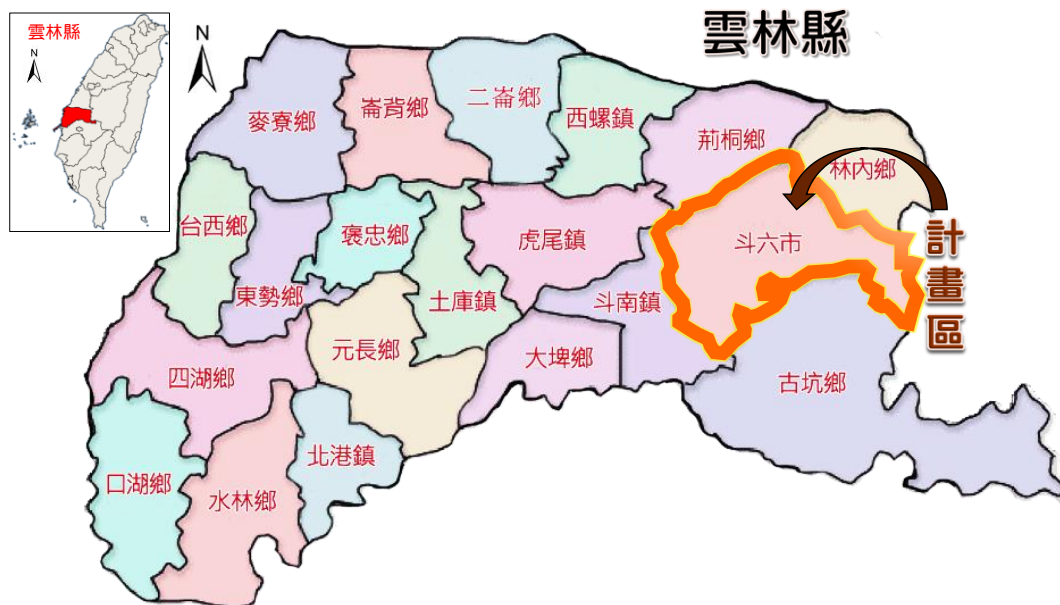 雲林縣
N
N
雲林縣
麥寮鄉
崙背鄉
二崙鄉
西螺鎮
荊桐鄉
林內鄉
台西鄉
東勢鄉
褒忠鄉
土庫鎮
虎尾鎮
斗南鎮
斗六市
計畫區
四湖鄉
元長鄉
大埤鄉
古坑鄉
口湖鄉
水林鄉
北港鎮